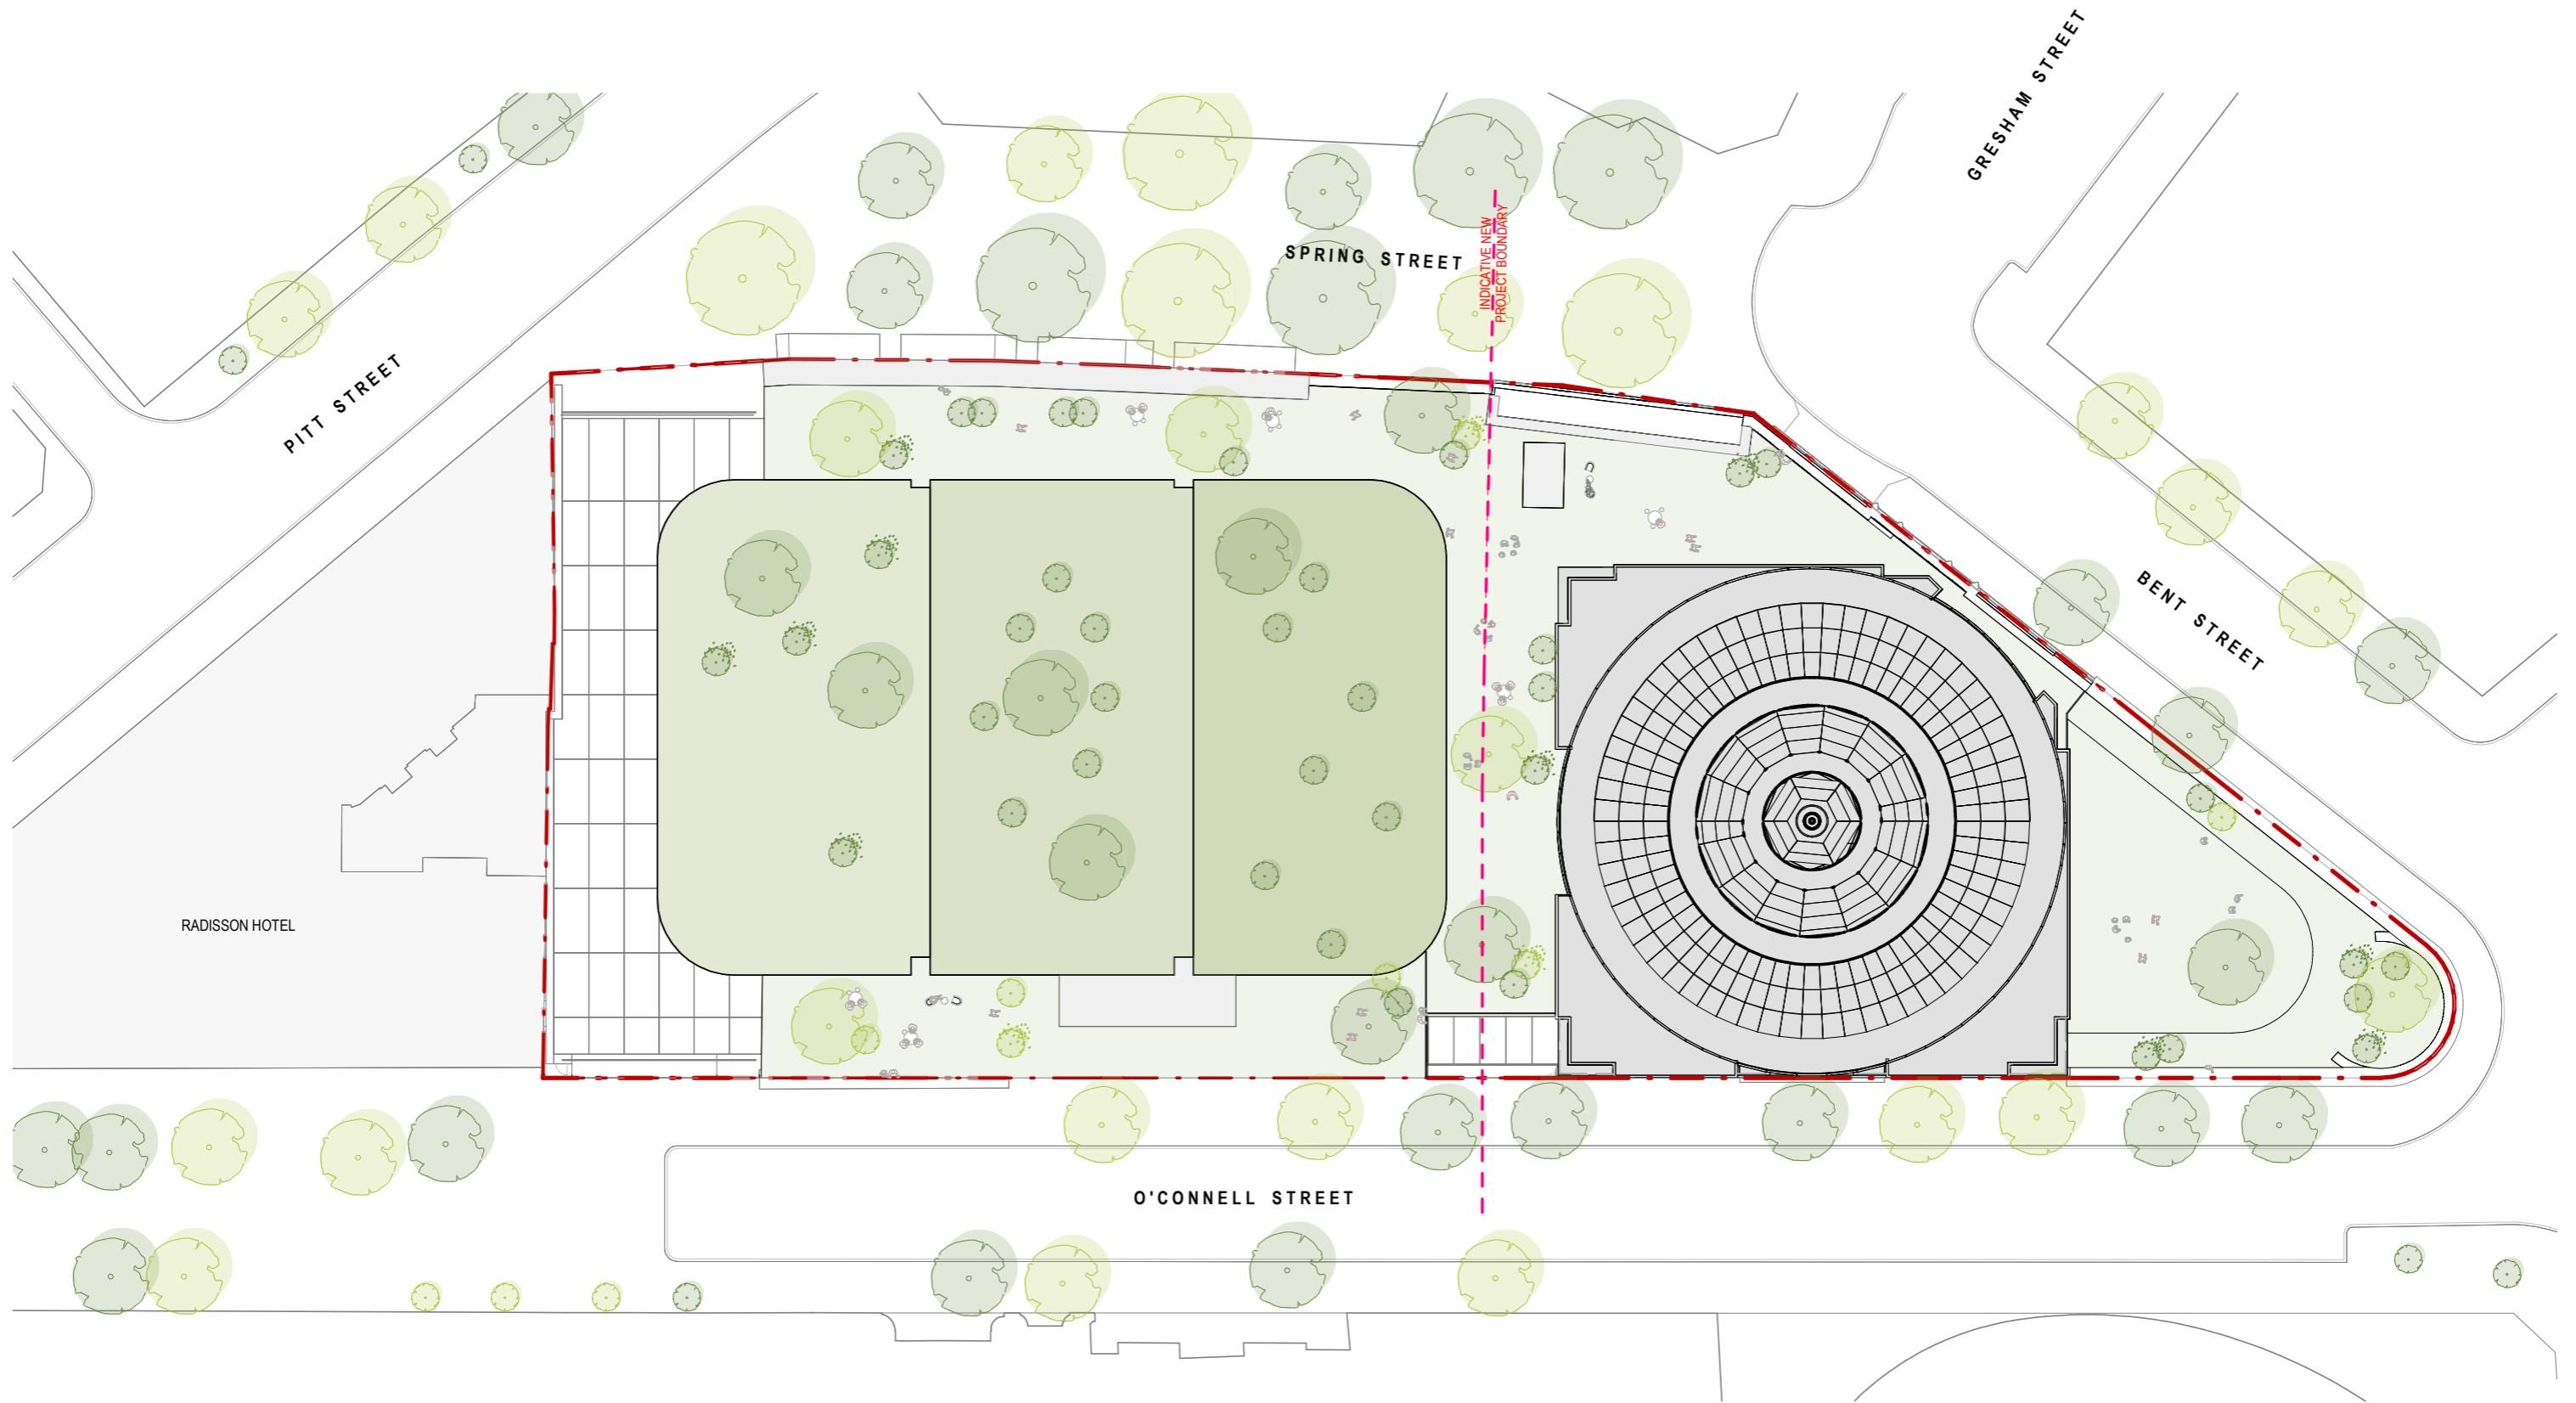 GRESHAM STREET
SPRING STREET
INDICATIVE NEW
PROJECT BOUNDARY
PITT STREET
BENT STREET
RADISSON HOTEL
O'CONNELL STREET